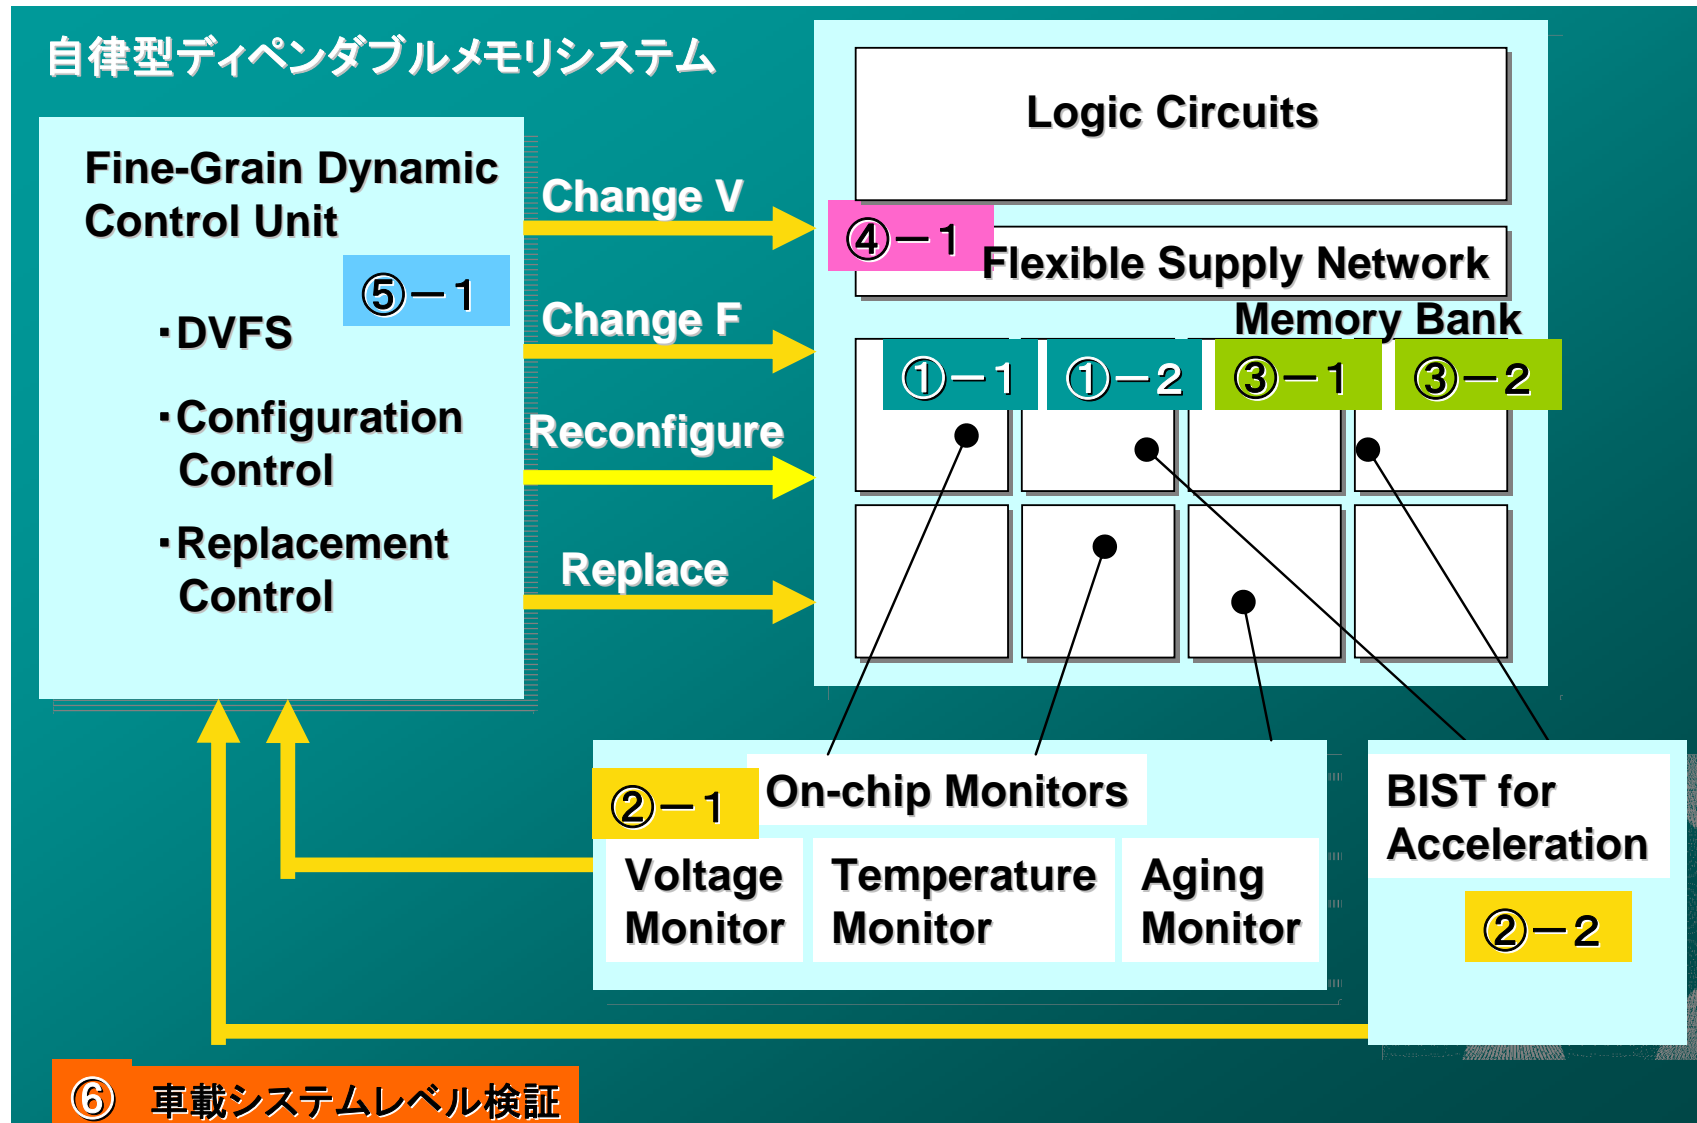 自律型ディペンダブルメモリシステム
Fine-Grain Dynamic
Control Unit
⑤－１
・DVFS
・Configuration
Control
・Replacement
Control
Change V
Change F
Reconfigure
Replace
Logic Circuits
④－１
Flexible Supply Network
Memory Bank
①－１
①－２
③－１
③－２
②－１
On-chip Monitors
Voltage
Monitor
Temperature
Monitor
Aging
Monitor
BIST for
Acceleration
②－２
⑥ 車載システムレベル検証